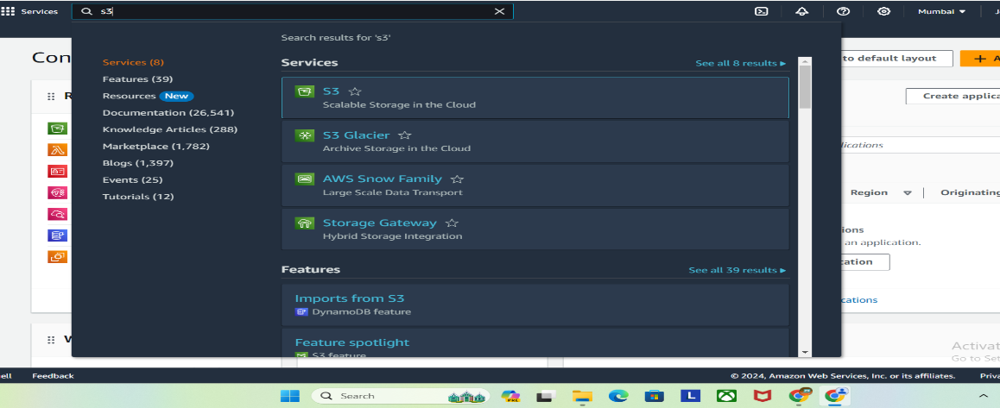 Services
s3
Mumbai
Search results for 's3'
Services (8)
Features (39)
Resources New
Documentation (26,541)
Knowledge Articles (288)
Marketplace (1,782)
Blogs (1,397)
Events (25)
Tutorials (12)
Services
See all 8 results
S3
Scalable Storage in the Cloud
S3 Glacier
Archive Storage in the Cloud
AWS Snow Family
Large Scale Data Transport
Storage Gateway
Hybrid Storage Integration
Features
See all 39 results
Imports from S3
DynamoDB feature
Feature spotlight
S3 feature
Con
to default layout
Create applic
lications
Region
Originating
ions
an application.
cation
cations
Activat
Go to Set
ell
Feedback
© 2024, Amazon Web Services, Inc. or its affiliates.
Priva
Search
PRE